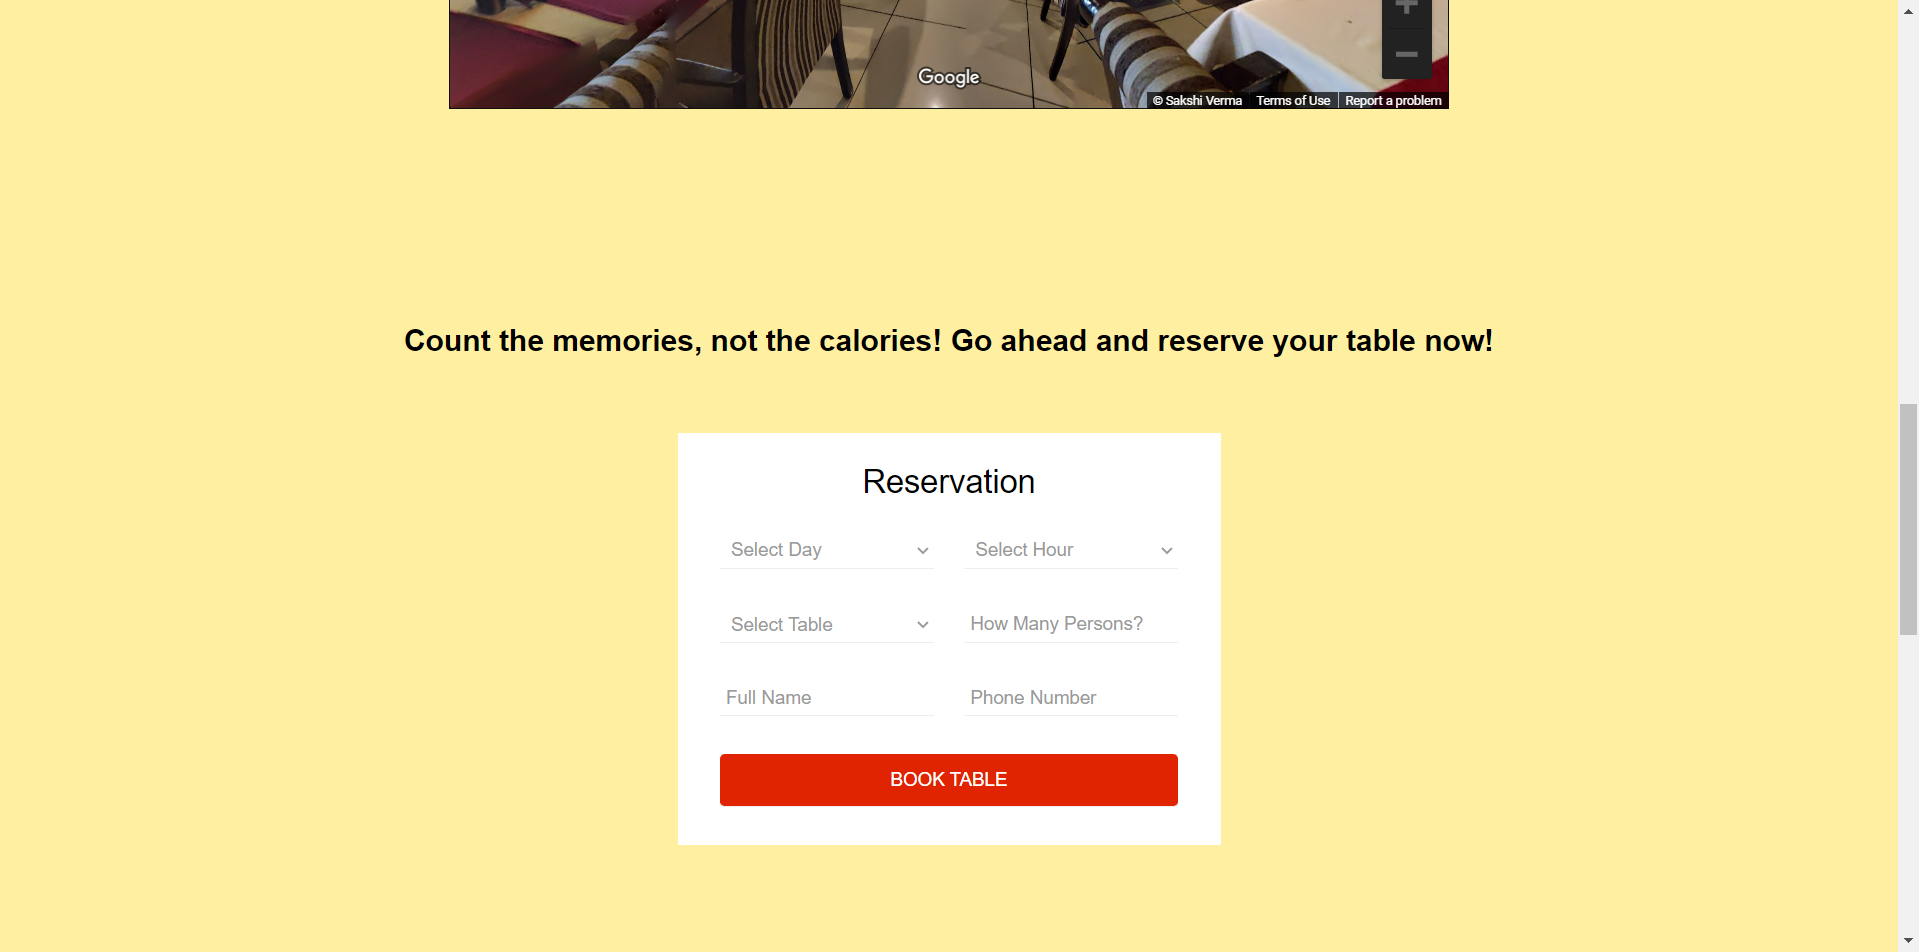 Google
© Sakshi Verma Terms of Use Report a problem
Count the memories, not the calories! Go ahead and reserve your table now!
Reservation
Select Day Select Hour
Select Table How Many Persons?
Full Name Phone Number
BOOK TABLE